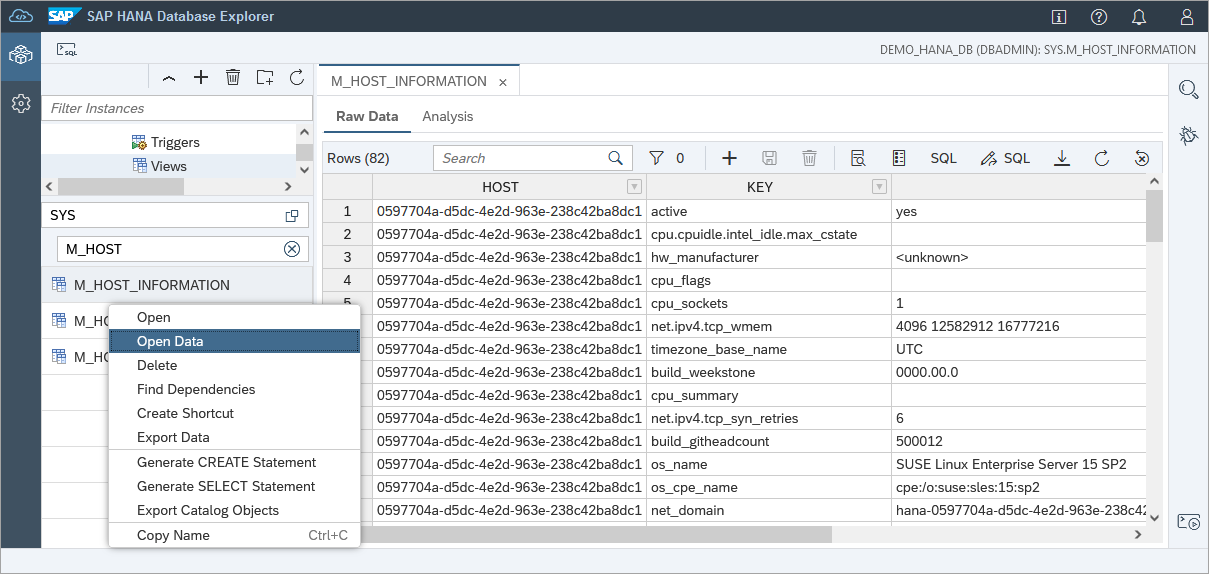 SAP SAP HANA Database Explorer
SQL DEMO_HANA_DB (DBADMIN): SYS.M_HOST_INFORMATION
M_HOST_INFORMATION ×
Filter Instances
Raw Data Analysis
Triggers
Views
Rows (82) Search 0 SQL SQL
SYS
M_HOST
M_HOST_INFORMATION
M_HO
M_HO
Open
Open Data
Delete
Find Dependencies
Create Shortcut
Export Data
Generate CREATE Statement
Generate SELECT Statement
Export Catalog Objects
Copy Name Ctrl+C
HOST KEY
1 0597704a-d5dc-4e2d-963e-238c42ba8dc1 active yes
2 0597704a-d5dc-4e2d-963e-238c42ba8dc1 cpu.cpuidle.intel_idle.max_cstate
3 0597704a-d5dc-4e2d-963e-238c42ba8dc1 hw_manufacturer <unknown>
4 0597704a-d5dc-4e2d-963e-238c42ba8dc1 cpu_flags
5 0597704a-d5dc-4e2d-963e-238c42ba8dc1 cpu_sockets 1
0597704a-d5dc-4e2d-963e-238c42ba8dc1 net.ipv4.tcp_wmem 4096 12582912 16777216
0597704a-d5dc-4e2d-963e-238c42ba8dc1 timezone_base_name UTC
0597704a-d5dc-4e2d-963e-238c42ba8dc1 build_weekstone 0000.00.0
0597704a-d5dc-4e2d-963e-238c42ba8dc1 cpu_summary
0597704a-d5dc-4e2d-963e-238c42ba8dc1 net.ipv4.tcp_syn_retries 6
0597704a-d5dc-4e2d-963e-238c42ba8dc1 build_githeadcount 500012
0597704a-d5dc-4e2d-963e-238c42ba8dc1 os_name SUSE Linux Enterprise Server 15 SP2
0597704a-d5dc-4e2d-963e-238c42ba8dc1 os_cpe_name cpe:/o:suse:sles:15:sp2
0597704a-d5dc-4e2d-963e-238c42ba8dc1 net_domain hana-0597704a-d5dc-4e2d-963e-238c42